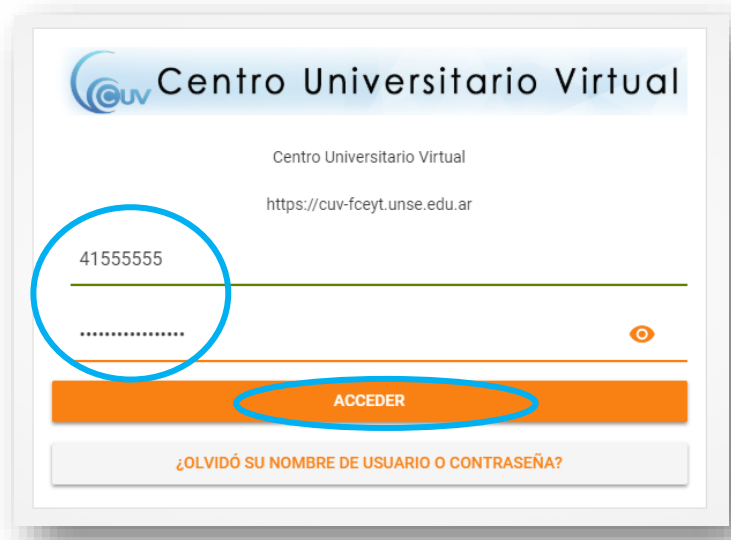 CUV Centro Universitario Virtual
Centro Universitario Virtual
https://cuv-fceyt.unse.edu.ar
41555555
•••••••••••••••••
ACCEDER
¿OLVIDÓ SU NOMBRE DE USUARIO O CONTRASEÑA?